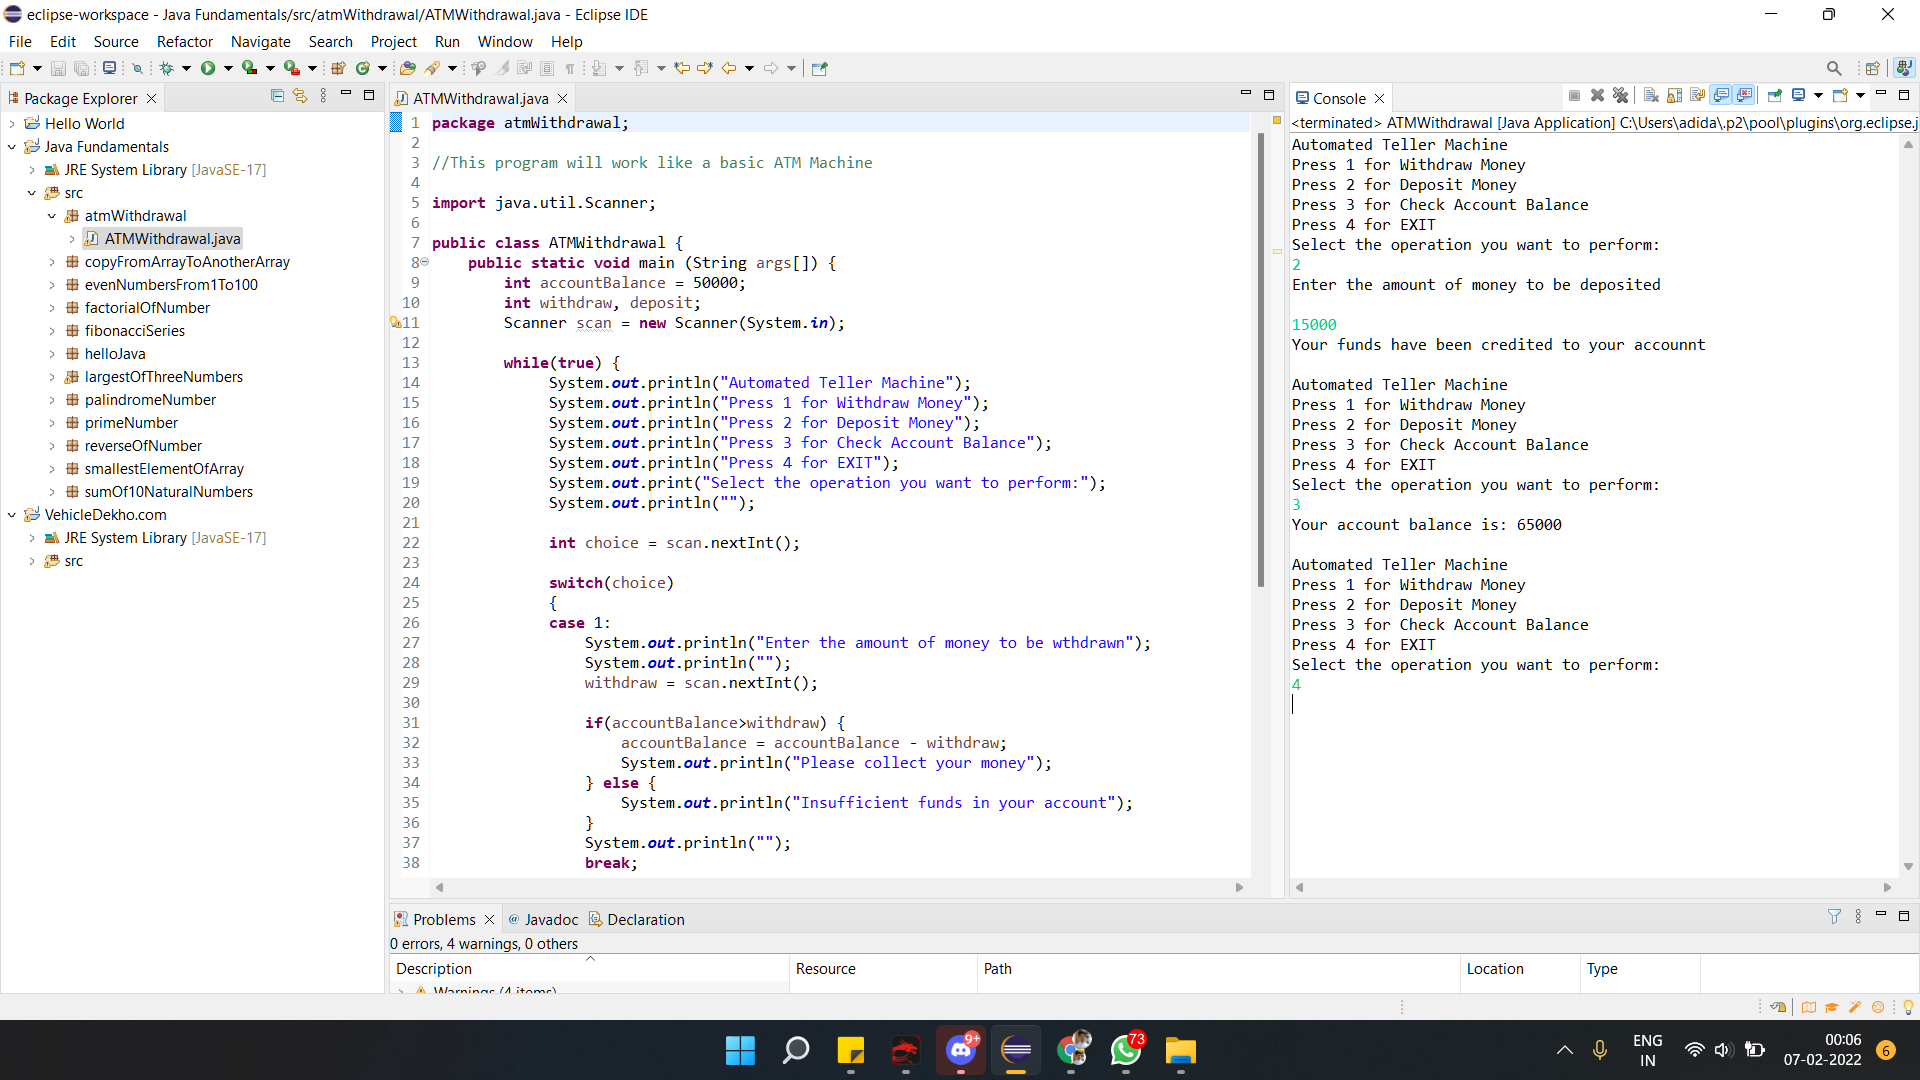 eclipse-workspace - Java Fundamentals/src/atmWithdrawal/ATMWithdrawal.java - Eclipse IDE
File Edit Source Refactor Navigate Search Project Run Window Help
Package Explorer
Hello World
Java Fundamentals
JRE System Library [JavaSE-17]
src
atmWithdrawal
ATMWithdrawal.java
copyFromArrayToAnotherArray
evenNumbersFrom1To100
factorialOfNumber
fibonacciSeries
helloJava
largestOfThreeNumbers
palindromeNumber
primeNumber
reverseOfNumber
smallestElementOfArray
sumOf10NaturalNumbers
VehicleDekho.com
JRE System Library [JavaSE-17]
src
ATMWithdrawal.java
1 package atmWithdrawal;
2
3 //This program will work like a basic ATM Machine
4
5 import java.util.Scanner;
6
7 public class ATMWithdrawal {
8 public static void main (String args[]) {
9 int accountBalance = 50000;
10 int withdraw, deposit;
11 Scanner scan = new Scanner(System.in);
12
13 while(true) {
14 System.out.println("Automated Teller Machine");
15 System.out.println("Press 1 for Withdraw Money");
16 System.out.println("Press 2 for Deposit Money");
17 System.out.println("Press 3 for Check Account Balance");
18 System.out.println("Press 4 for EXIT");
19 System.out.print("Select the operation you want to perform:");
20 System.out.println("");
21
22 int choice = scan.nextInt();
23
24 switch(choice)
25 {
26 case 1:
27 System.out.println("Enter the amount of money to be wthdrawn");
28 System.out.println("");
29 withdraw = scan.nextInt();
30
31 if(accountBalance>withdraw) {
32 accountBalance = accountBalance - withdraw;
33 System.out.println("Please collect your money");
34 } else {
35 System.out.println("Insufficient funds in your account");
36 }
37 System.out.println("");
38 break;
Console
<terminated> ATMWithdrawal [Java Application] C:\Users\adida\.p2\pool\plugins\org.eclipse.j
Automated Teller Machine
Press 1 for Withdraw Money
Press 2 for Deposit Money
Press 3 for Check Account Balance
Press 4 for EXIT
Select the operation you want to perform:
2
Enter the amount of money to be deposited
15000
Your funds have been credited to your accounnt
Automated Teller Machine
Press 1 for Withdraw Money
Press 2 for Deposit Money
Press 3 for Check Account Balance
Press 4 for EXIT
Select the operation you want to perform:
3
Your account balance is: 65000
Automated Teller Machine
Press 1 for Withdraw Money
Press 2 for Deposit Money
Press 3 for Check Account Balance
Press 4 for EXIT
Select the operation you want to perform:
4
Problems @ Javadoc Declaration
0 errors, 4 warnings, 0 others
Description Resource Path Location Type
Warnings (4 items)
9+
73
ENG
IN
00:06
07-02-2022
6